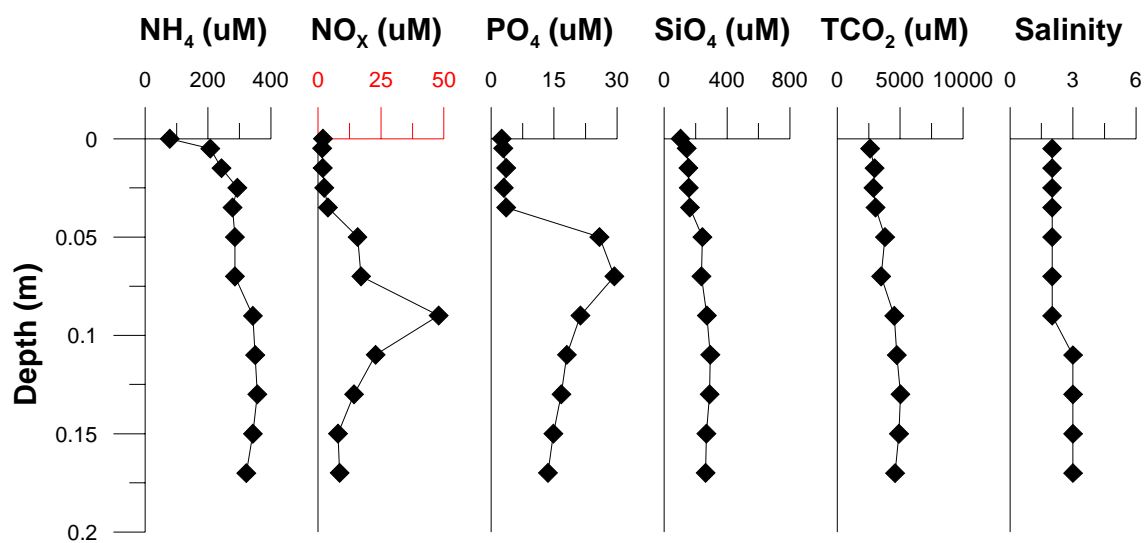 NH4 (uM) NOX (uM) PO4 (uM) SiO4 (uM) TCO2 (uM) Salinity
0 200 400 0 25 50 0 15 30 0 400 800 0 5000 10000 0 3 6
0
0.05
0.1
0.15
0.2
Depth (m)